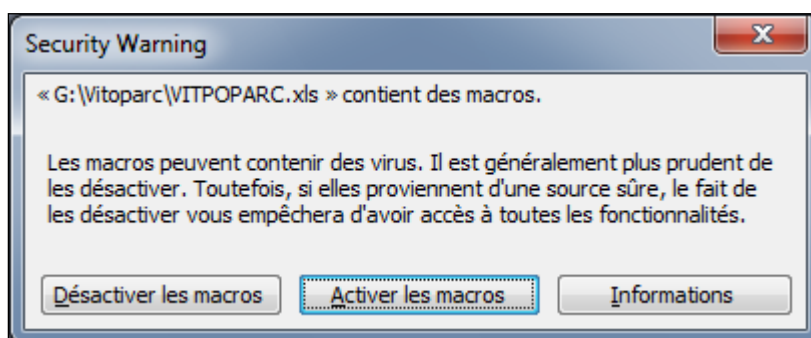 Security Warning
« G:\Vitoparc\VITPOPARC.xls » contient des macros.
Les macros peuvent contenir des virus. Il est généralement plus prudent de
les désactiver. Toutefois, si elles proviennent d'une source sûre, le fait de
les désactiver vous empêchera d'avoir accès à toutes les fonctionnalités.
Désactiver les macros Activer les macros Informations